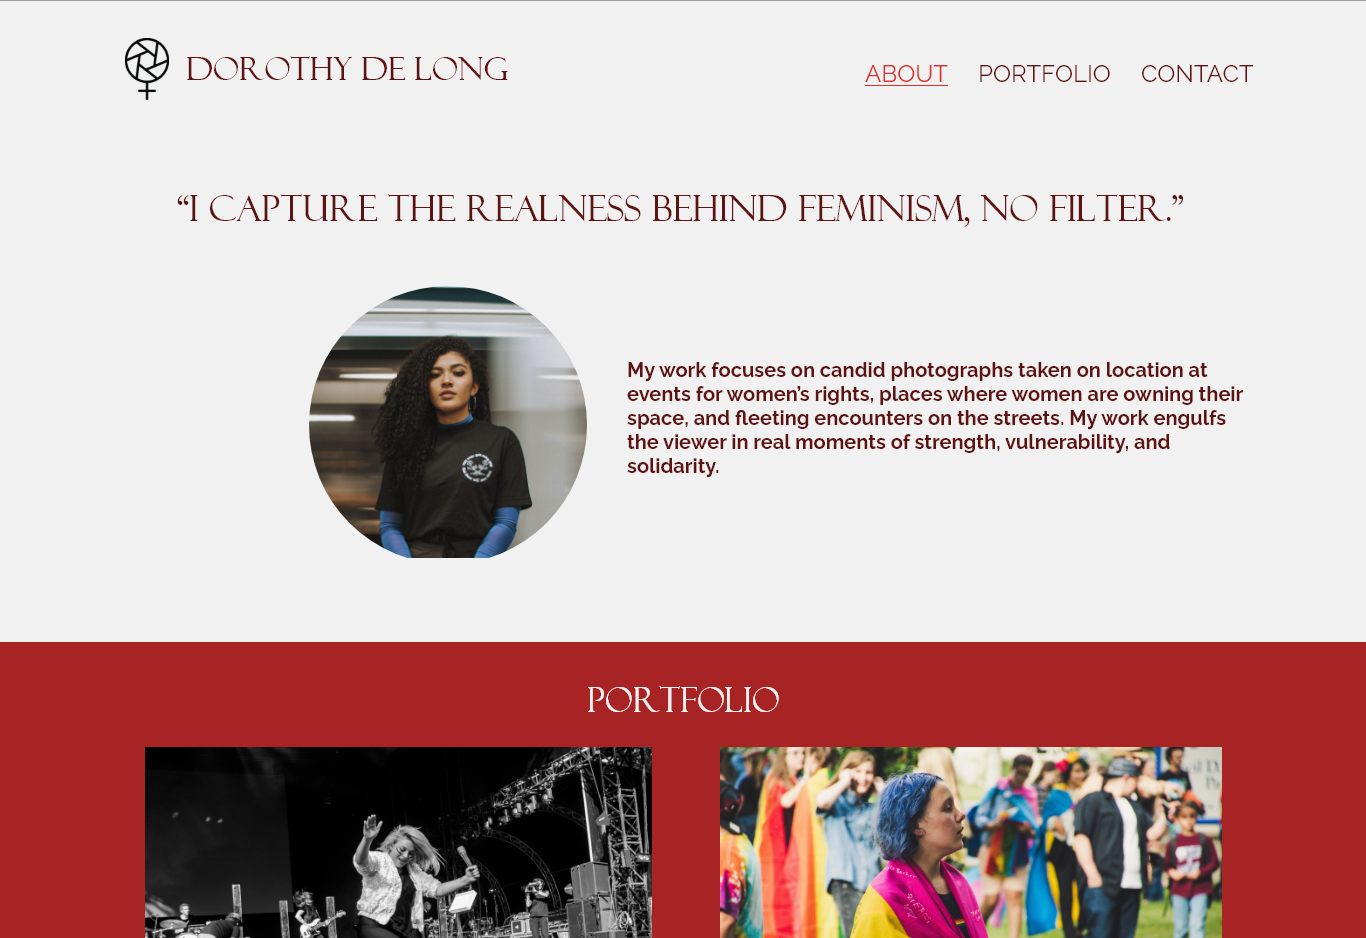 DOROTHY DE LONG
ABOUT PORTFOLIO CONTACT
“I CAPTURE THE REALNESS BEHIND FEMINISM, NO FILTER.”
My work focuses on candid photographs taken on location at
events for women’s rights, places where women are owning their
space, and fleeting encounters on the streets. My work engulfs
the viewer in real moments of strength, vulnerability, and
solidarity.
PORTFOLIO